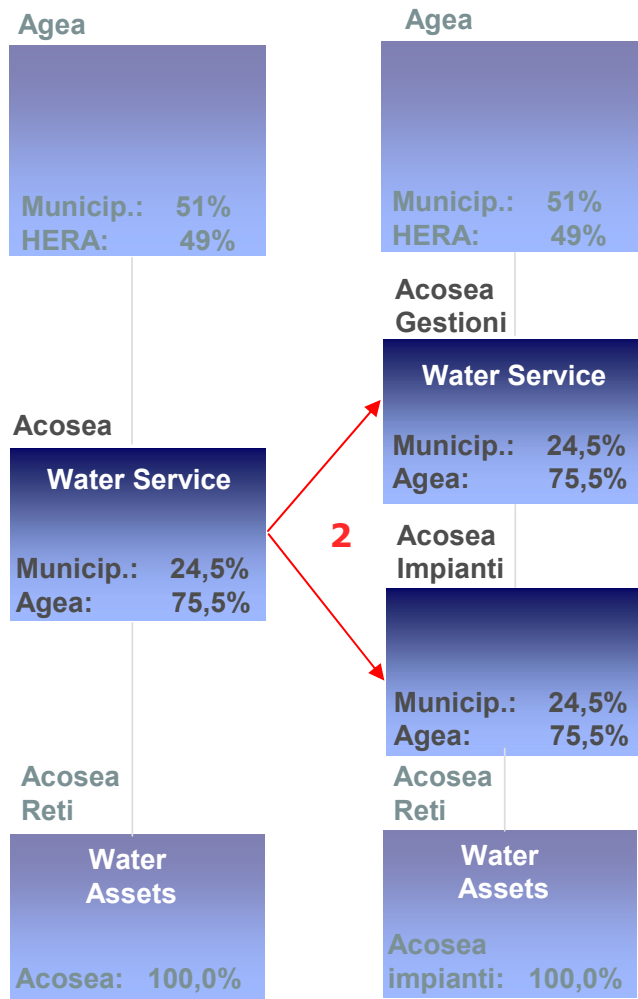 Agea
Municip.: 51%
HERA: 49%
Acosea
Water Service
Municip.: 24,5%
Agea: 75,5%
Acosea
Reti
Water
Assets
Acosea: 100,0%
2
Agea
Municip.: 51%
HERA: 49%
Acosea
Gestioni
Water Service
Municip.: 24,5%
Agea: 75,5%
Acosea
Impianti
Municip.: 24,5%
Agea: 75,5%
Acosea
Reti
Water
Assets
Acosea
impianti: 100,0%